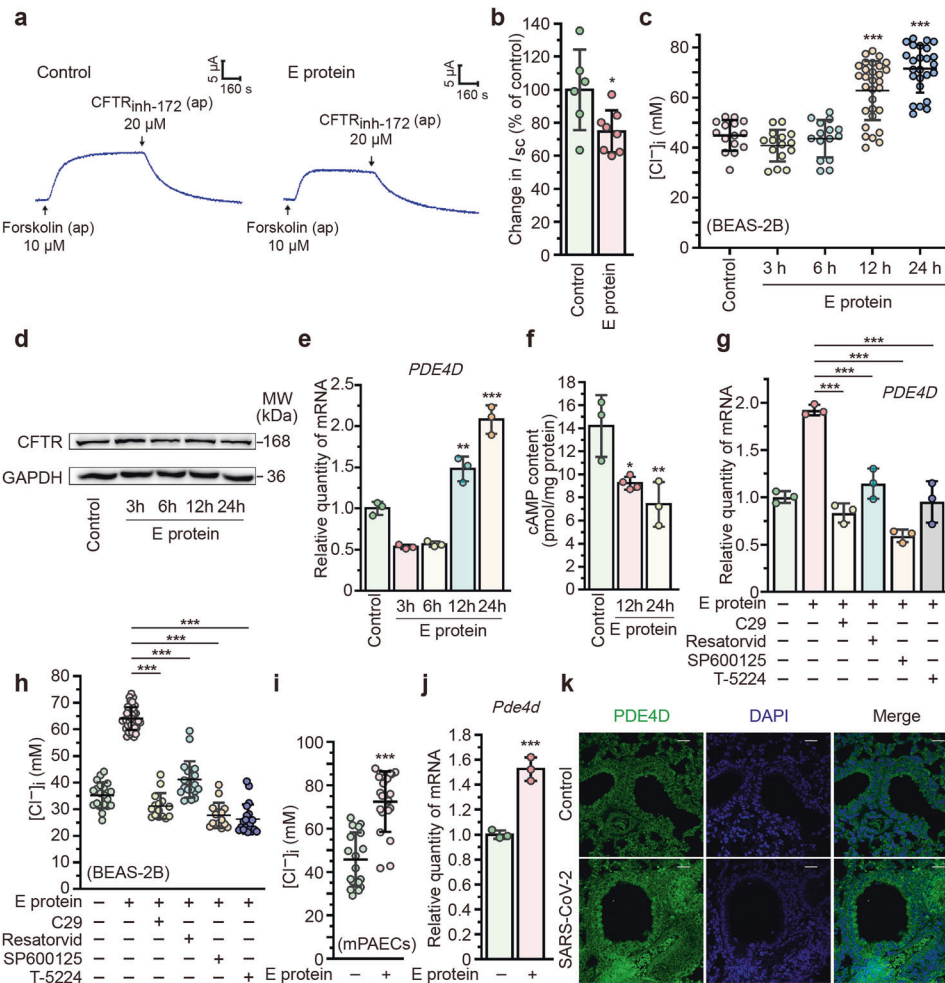 a
Control
5 µA
160 s
CFTRinh-172 (ap)
20 µM
Forskolin (ap)
10 µM
E protein
5 µA
160 s
CFTRinh-172 (ap)
20 µM
Forskolin (ap)
10 µM
b
Change in Isc (% of control)
140
120
100
80
60
40
20
0
*
Control
E protein
c
[Cl⁻]i (mM)
80
60
40
20
0
***
***
(BEAS-2B)
Control
3 h
6 h
12 h
24 h
E protein
d
MW
(kDa)
CFTR
168
GAPDH
36
Control
3h
6h
12h
24h
E protein
e
PDE4D
Relative quantity of mRNA
2.5
2.0
1.5
1.0
0.5
0
**
***
Control
3h
6h
12h
24h
E protein
f
cAMP content
(pmol/mg protein)
18
16
14
12
10
8
6
4
2
0
*
**
Control
12h
24h
E protein
g
PDE4D
Relative quantity of mRNA
2.0
1.5
1.0
0.5
0
***
***
***
***
E protein – + + + + +
C29 – – + – – –
Resatorvid – – – + – –
SP600125 – – – – + –
T-5224 – – – – – +
h
[Cl⁻]i (mM)
80
70
60
50
40
30
20
10
0
***
***
***
***
(BEAS-2B)
E protein – + + + + +
C29 – – + – – –
Resatorvid – – – + – –
SP600125 – – – – + –
T-5224 – – – – – +
i
[Cl⁻]i (mM)
100
80
60
40
20
0
***
(mPAECs)
E protein – +
j
Pde4d
Relative quantity of mRNA
1.6
1.4
1.2
1.0
0.8
0.6
0.4
0.2
0
***
E protein – +
k
PDE4D
DAPI
Merge
Control
SARS-CoV-2